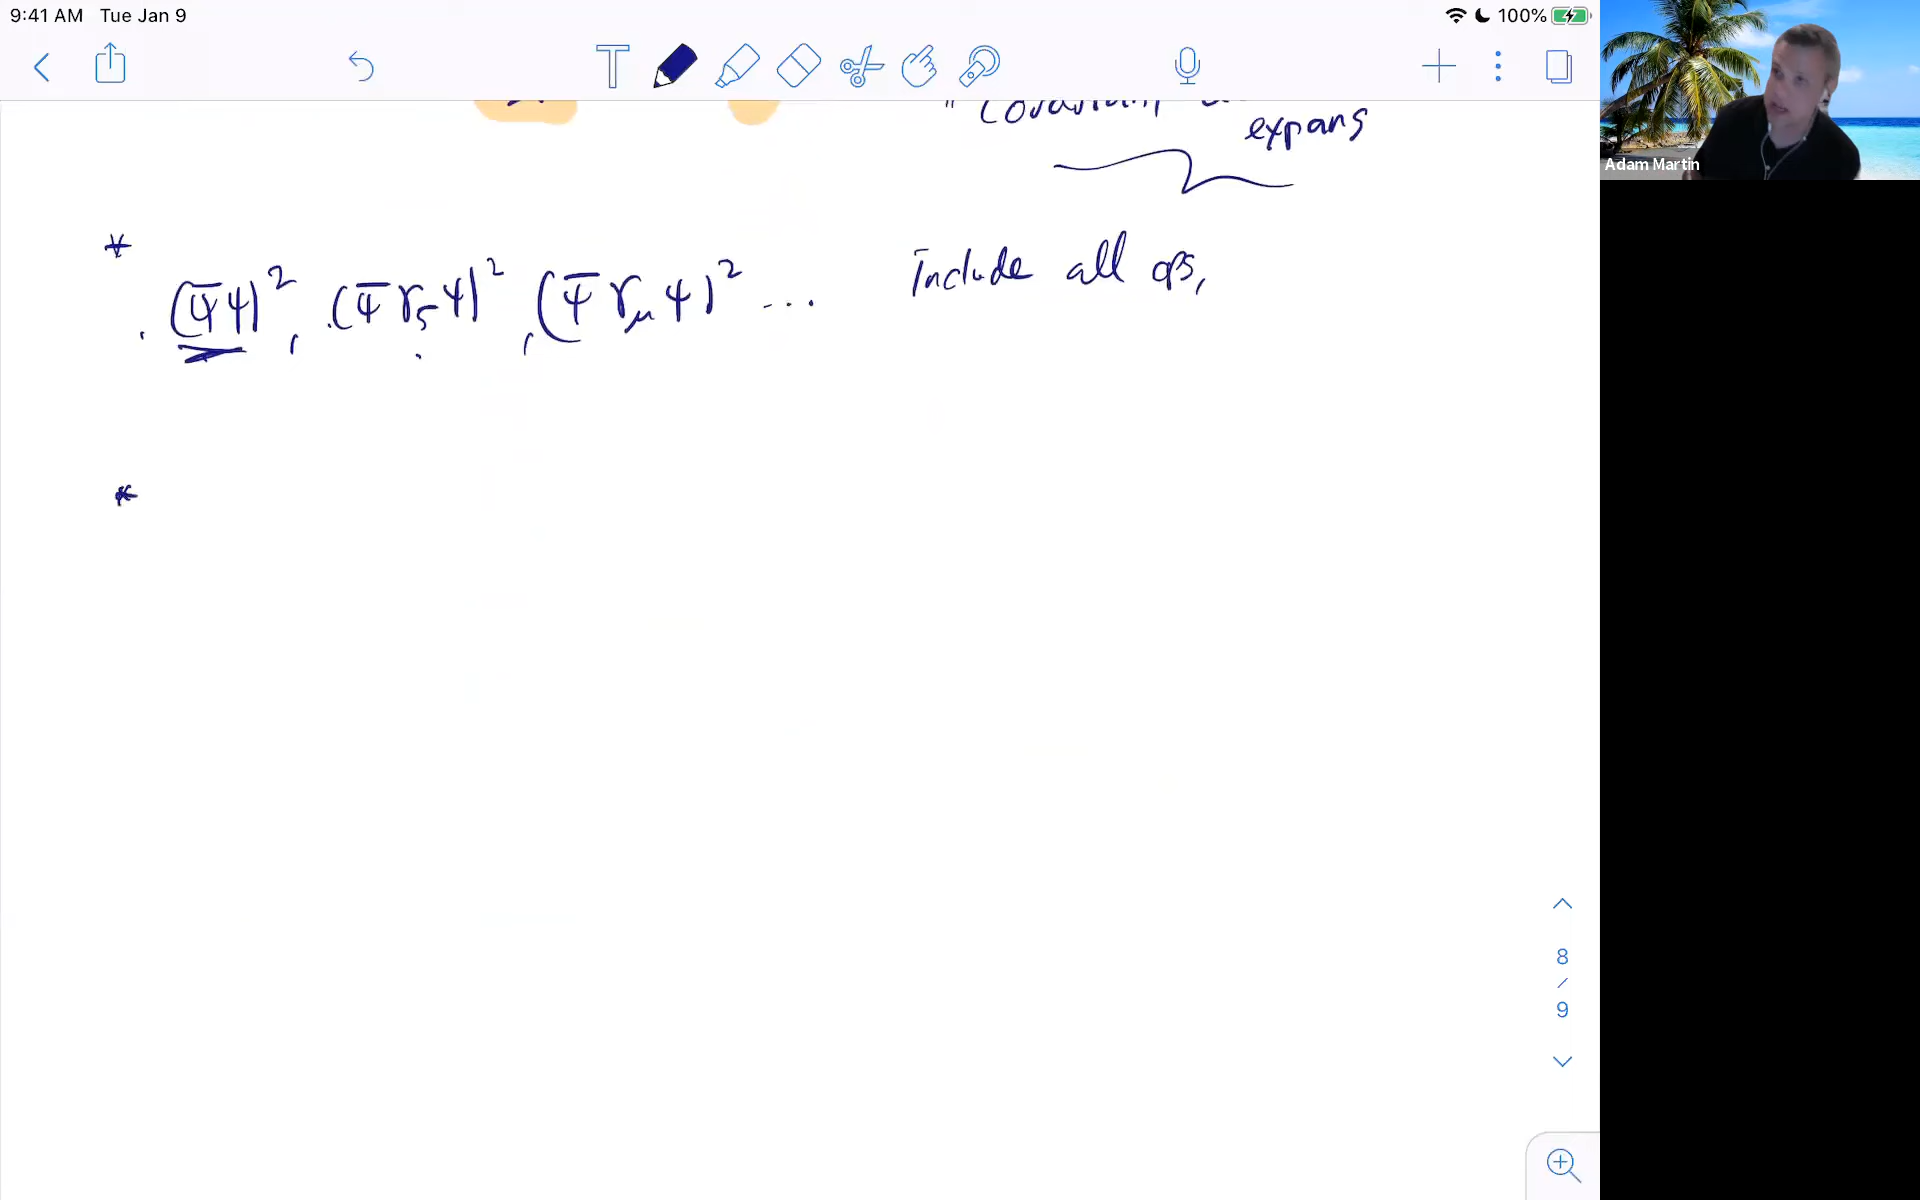 9:41 AM Tue Jan 9
100%
Adam Martin
expans
* (Ψ̄ψ)², (Ψ̄γ₅ψ)², (Ψ̄γ_μψ)² ... Include all ops,
*
8
/
9